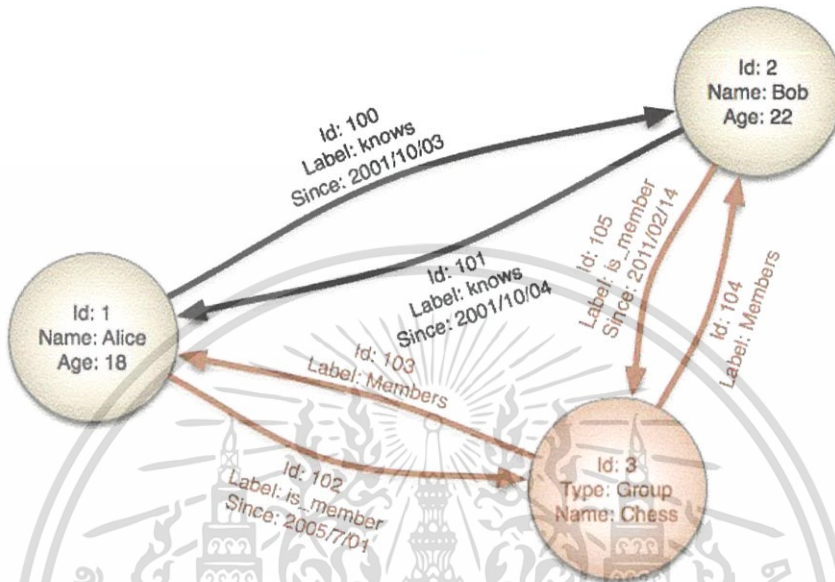 Id: 2
Name: Bob
Age: 22
Id: 100
Label: knows
Since: 2001/10/03
Id: 101
Label: knows
Since: 2001/10/04
Id: 105
Label: is_member
Since: 2011/02/14
Id: 104
Label: Members
Id: 1
Name: Alice
Age: 18
Id: 103
Label: Members
Id: 102
Label: is_member
Since: 2005/7/01
Id: 3
Type: Group
Name: Chess